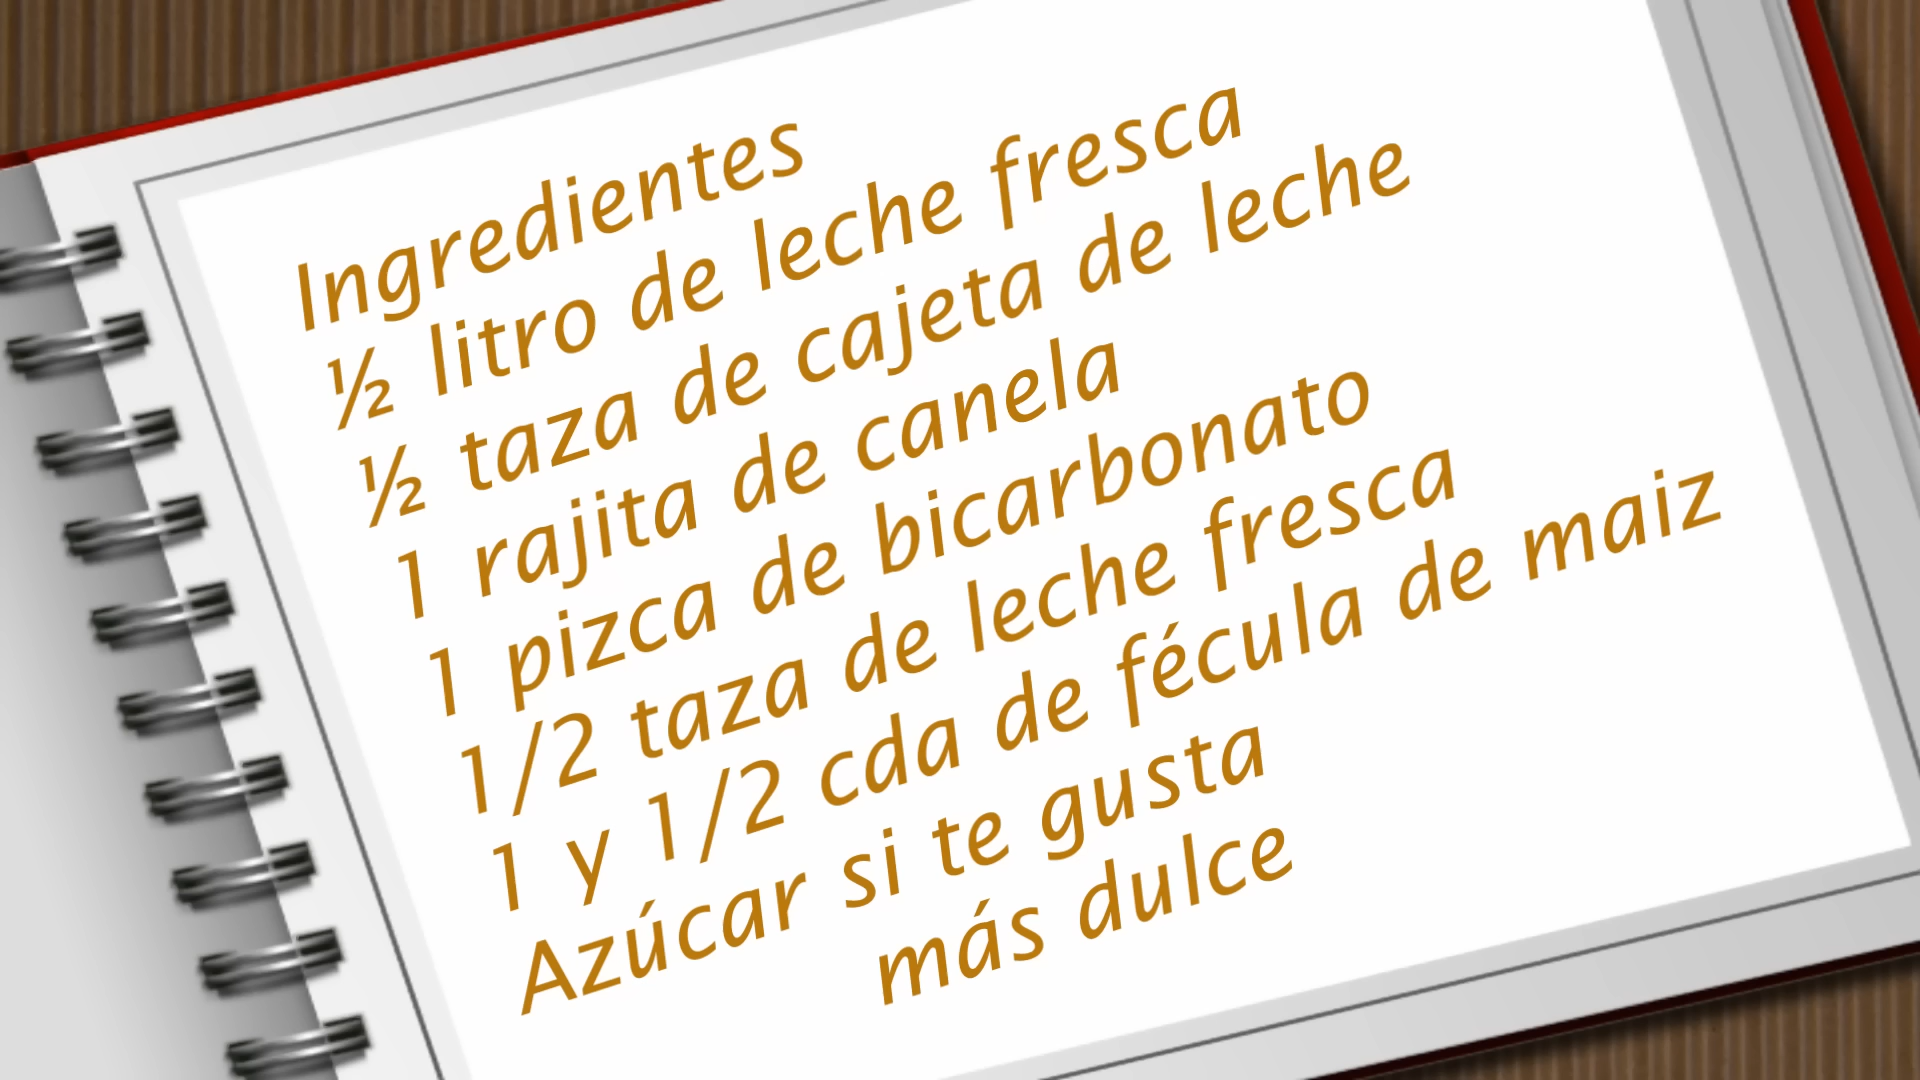 Ingredientes
½ litro de leche fresca
½ taza de cajeta de leche
1 rajita de canela
1 pizca de bicarbonato
1/2 taza de leche fresca
1 y 1/2 cda de fécula de maiz
Azúcar si te gusta
más dulce